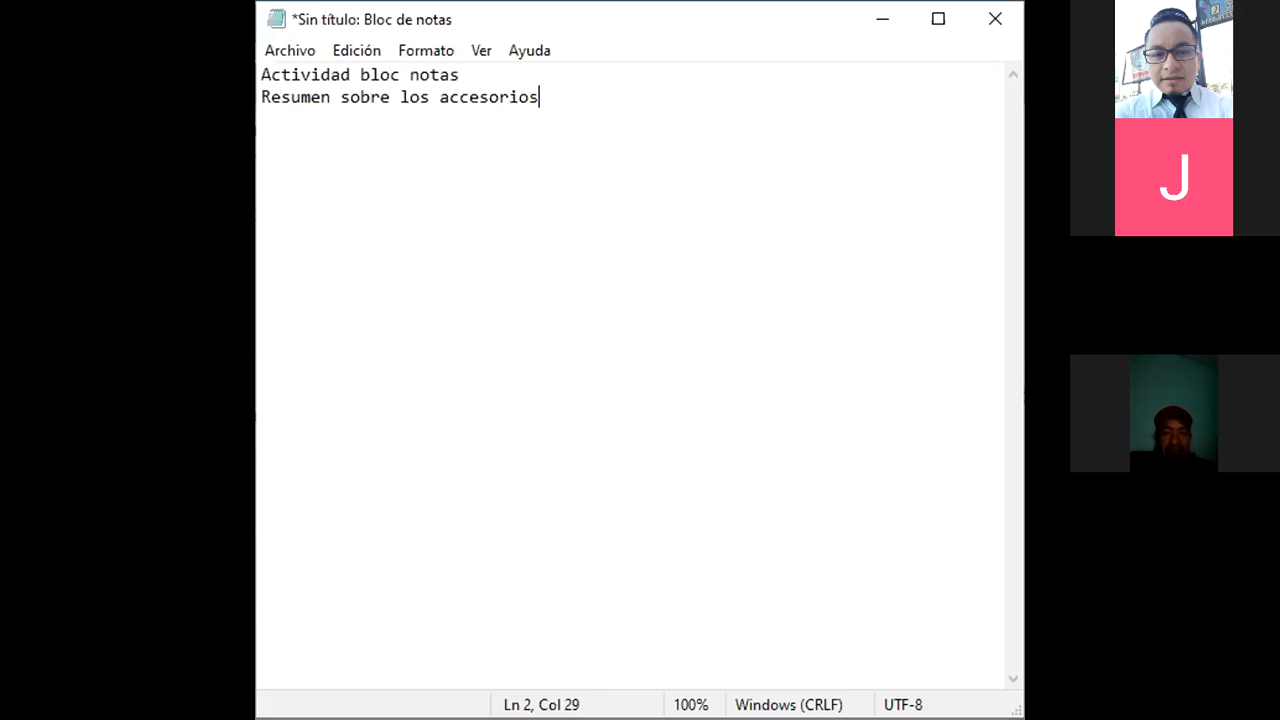 *Sin título: Bloc de notas
Archivo Edición Formato Ver Ayuda
Actividad bloc notas
Resumen sobre los accesorios
J
Ln 2, Col 29 100% Windows (CRLF) UTF-8